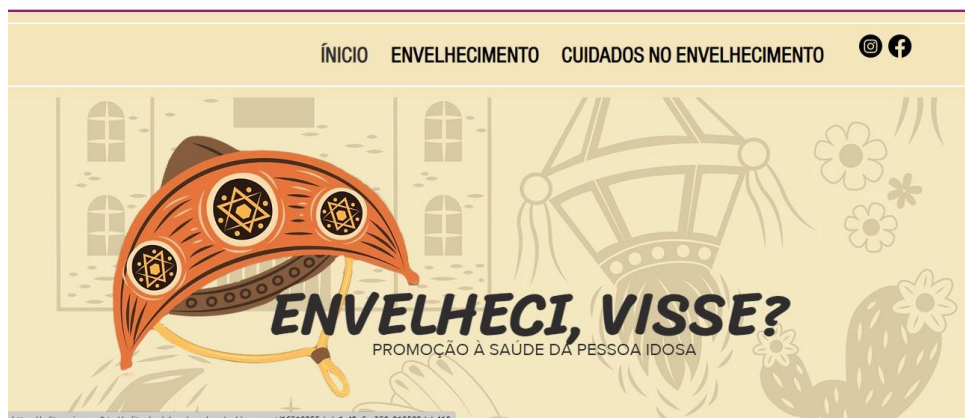 ÍNICIO ENVELHECIMENTO CUIDADOS NO ENVELHECIMENTO
ENVELHECI, VISSE?
PROMOÇÃO À SAÚDE DA PESSOA IDOSA